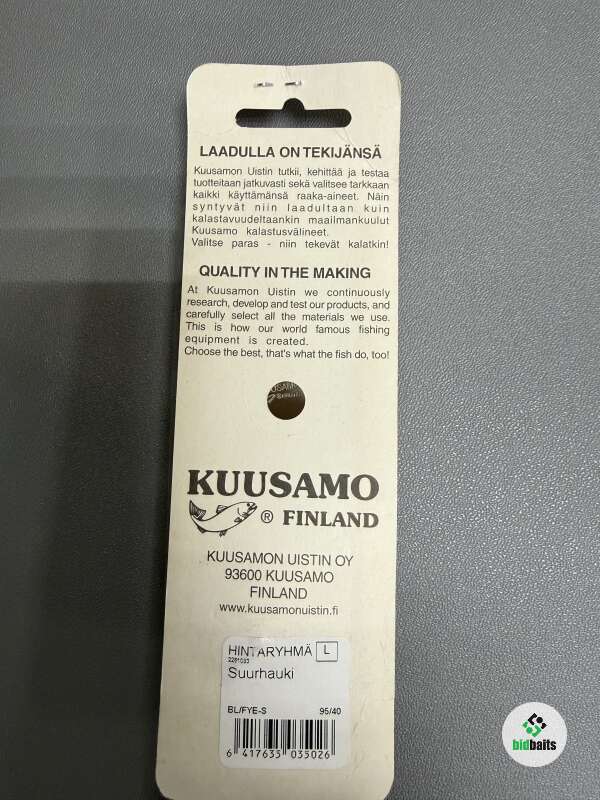 LAADULLA ON TEKIJÄNSÄ
Kuusamon Uistin tutkii, kehittää ja testaa
tuotteitaan jatkuvasti sekä valitsee tarkkaan
kaikki käyttämänsä raaka-aineet. Näin
syntyvät niin laadultaan kuin
kalastavuudeltaankin maailmankuulut
Kuusamo kalastusvälineet.
Valitse paras - niin tekevät kalatkin!
QUALITY IN THE MAKING
At Kuusamon Uistin we continuously
research, develop and test our products, and
carefully select all the materials we use.
This is how our world famous fishing
equipment is created.
Choose the best, that's what the fish do, too!
KUUSAMO
® FINLAND
KUUSAMON UISTIN OY
93600 KUUSAMO
FINLAND
www.kuusamonuistin.fi
HINTARYHMÄ L
Suurhauki
BL/FYE-S 95/40
6 417635 035026
bidbaits